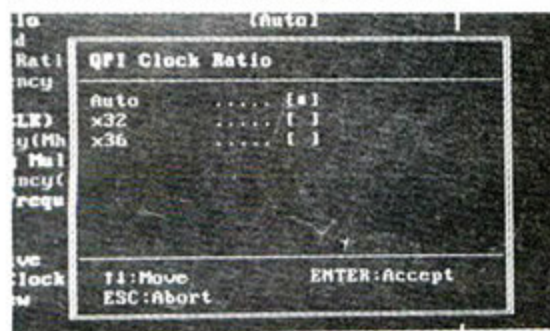 [Auto]
QPI Clock Ratio
Auto ..... [■]
x32 ..... [ ]
x36 ..... [ ]
↑↓:Move ENTER:Accept
ESC:Abort